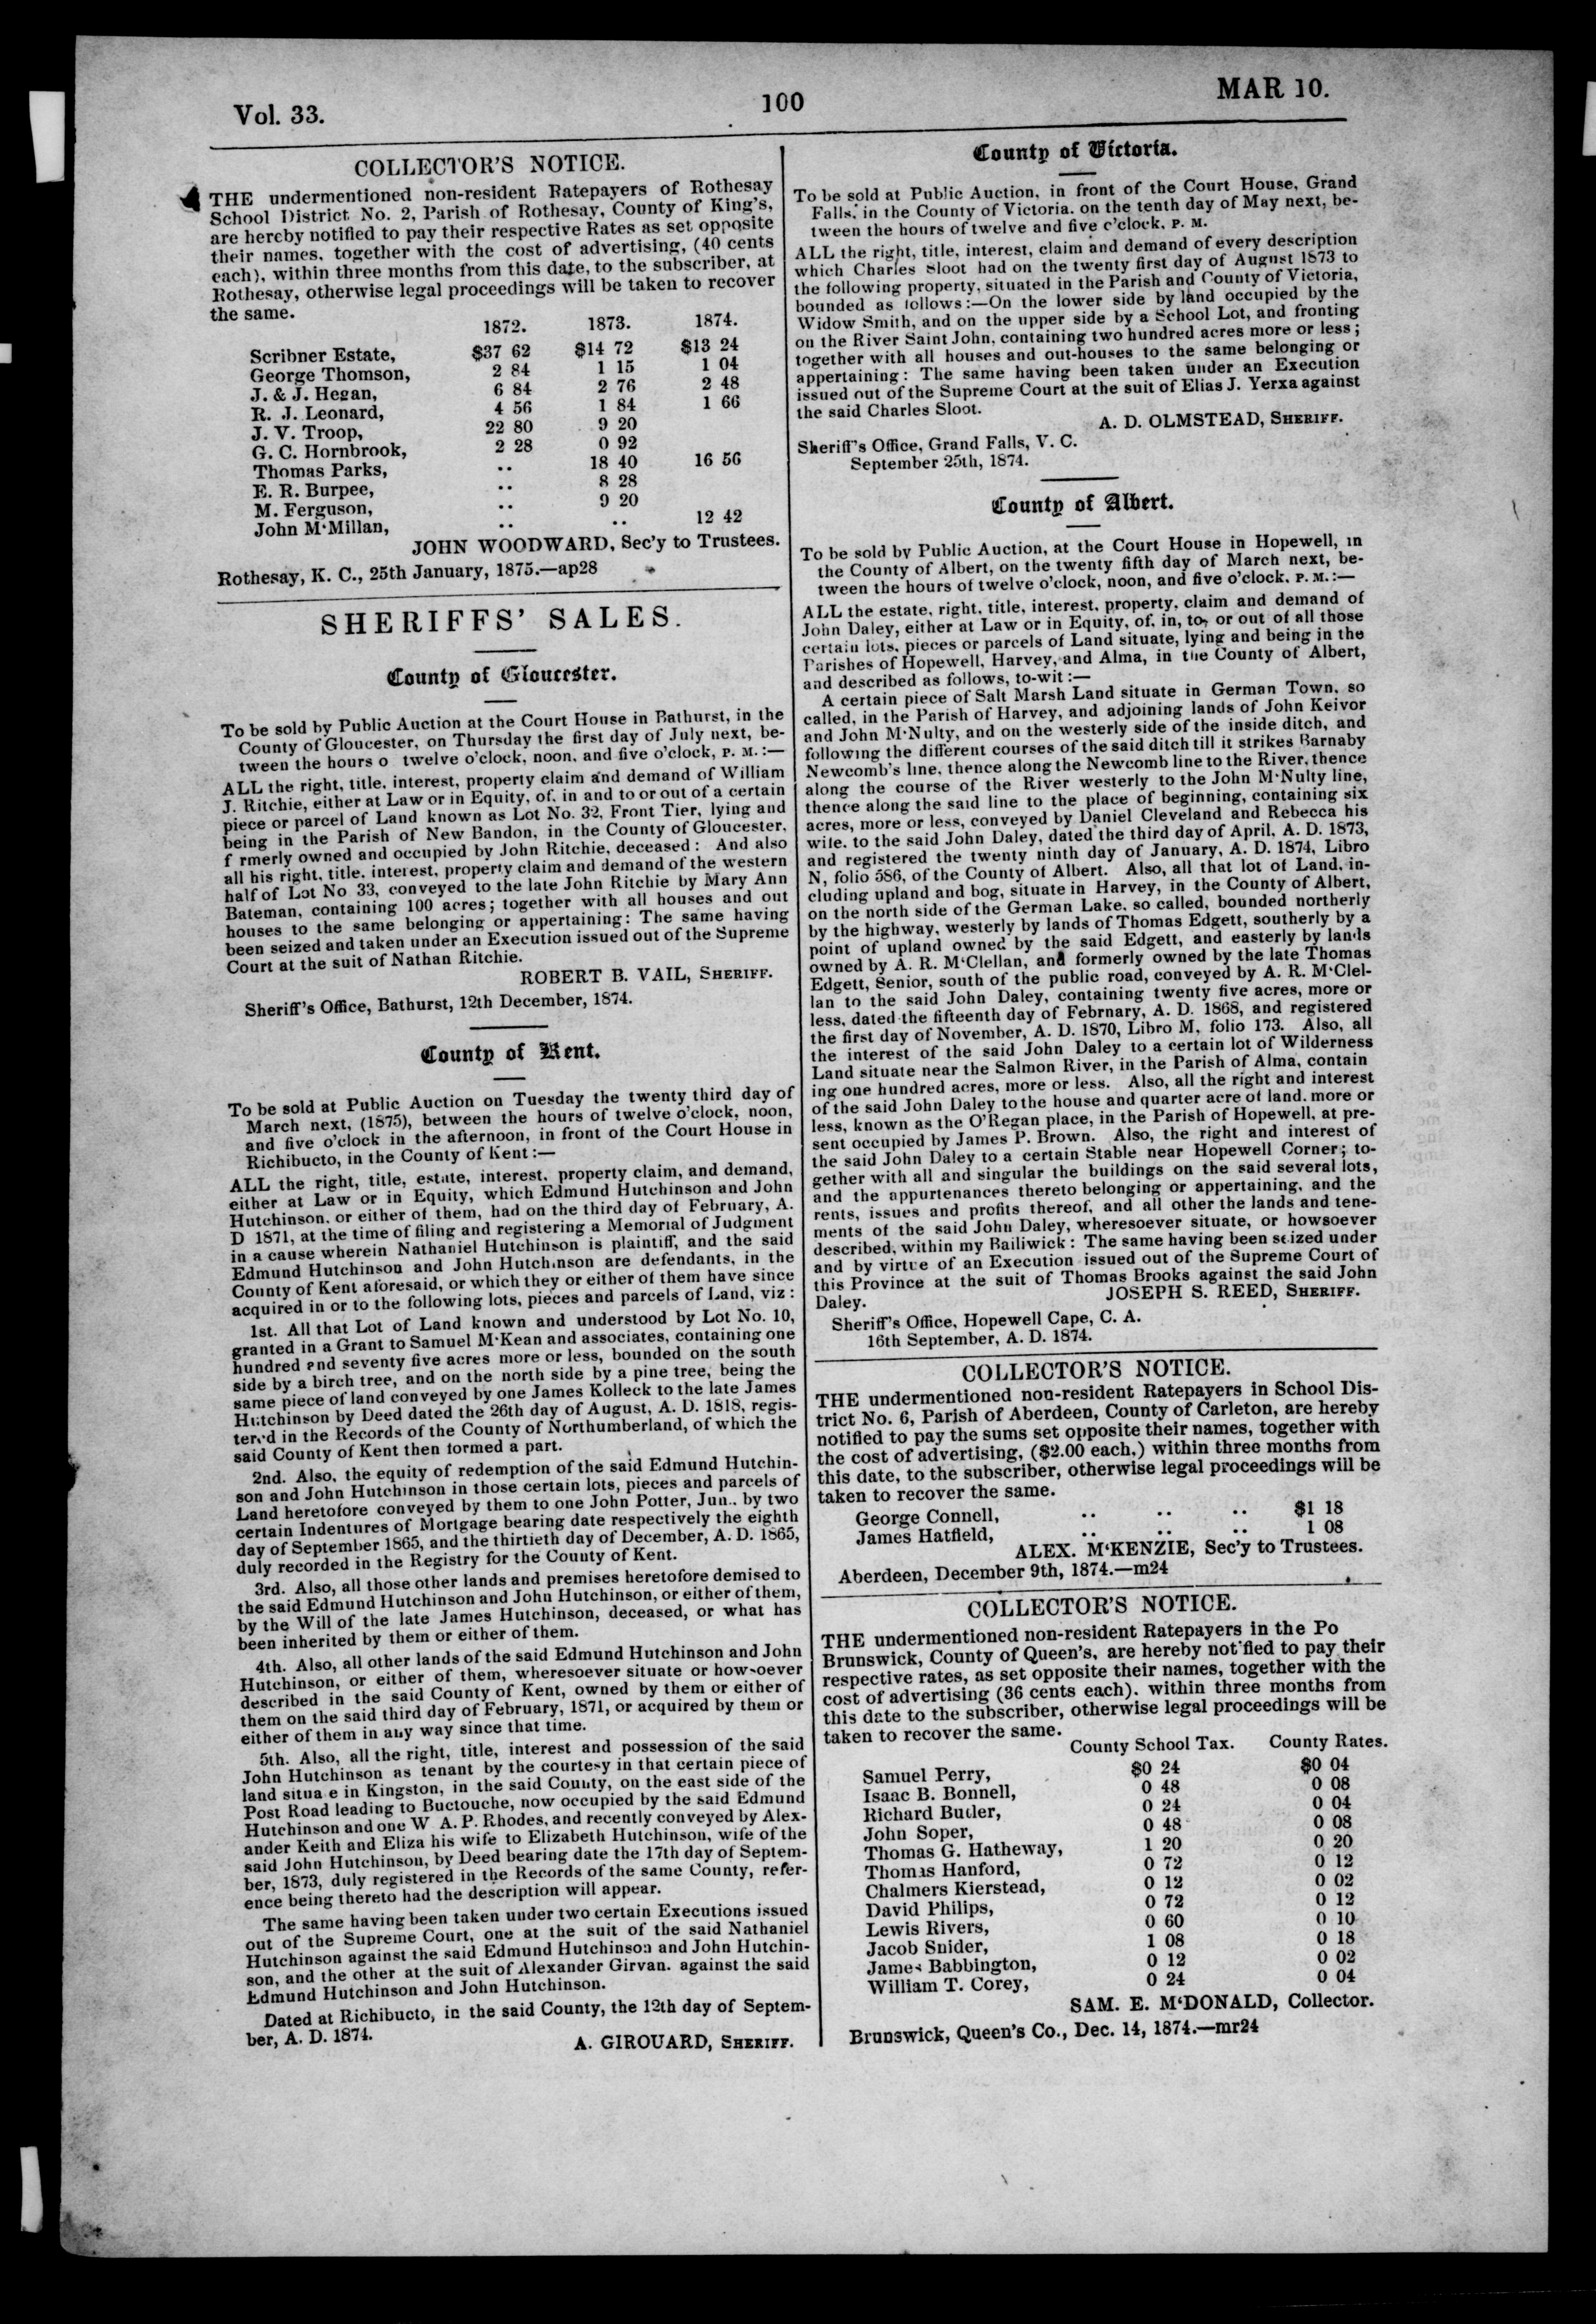 Vol. 33.
100
MAR 10.
COLLECTOR'S NOTICE.
THE undermentioned non-resident Ratepayers of Rothesay
School District No. 2, Parish of Rothesay, County of King's,
are hereby notified to pay their respective Rates as set opposite
their names, together with the cost of advertising, (40 cents
each), within three months from this date, to the subscriber, at
Rothesay, otherwise legal proceedings will be taken to recover
the same.
1872. 1873. 1874.
Scribner Estate, $37 62 $14 72 $13 24
George Thomson, 2 84 1 15 1 04
J. & J. Hegan, 6 84 2 76 2 48
R. J. Leonard, 4 56 1 84 1 66
J. V. Troop, 22 80 9 20
G. C. Hornbrook, 2 28 0 92
Thomas Parks, .. 18 40 16 56
E. R. Burpee, .. 8 28
M. Ferguson, .. 9 20
John M'Millan, .. .. 12 42
JOHN WOODWARD, Sec'y to Trustees.
Rothesay, K. C., 25th January, 1875.—ap28
SHERIFFS' SALES.
County of Gloucester.
To be sold by Public Auction at the Court House in Bathurst, in the
County of Gloucester, on Thursday the first day of July next, be-
tween the hours o twelve o'clock, noon, and five o'clock, P. M. :—
ALL the right, title, interest, property claim and demand of William
J. Ritchie, either at Law or in Equity, of, in and to or out of a certain
piece or parcel of Land known as Lot No. 32, Front Tier, lying and
being in the Parish of New Bandon, in the County of Gloucester,
f rmerly owned and occupied by John Ritchie, deceased : And also
all his right, title, interest, property claim and demand of the western
half of Lot No 33, conveyed to the late John Ritchie by Mary Ann
Bateman, containing 100 acres; together with all houses and out
houses to the same belonging or appertaining: The same having
been seized and taken under an Execution issued out of the Supreme
Court at the suit of Nathan Ritchie.
ROBERT B. VAIL, SHERIFF.
Sheriff's Office, Bathurst, 12th December, 1874.
County of Kent.
To be sold at Public Auction on Tuesday the twenty third day of
March next, (1875), between the hours of twelve o'clock, noon,
and five o'clock in the afternoon, in front of the Court House in
Richibucto, in the County of Kent :—
ALL the right, title, estate, interest, property claim, and demand,
either at Law or in Equity, which Edmund Hutchinson and John
Hutchinson, or either of them, had on the third day of February, A.
D 1871, at the time of filing and registering a Memorial of Judgment
in a cause wherein Nathaniel Hutchinson is plaintiff, and the said
Edmund Hutchinson and John Hutchinson are defendants, in the
County of Kent aforesaid, or which they or either of them have since
acquired in or to the following lots, pieces and parcels of Land, viz :
1st. All that Lot of Land known and understood by Lot No. 10,
granted in a Grant to Samuel M'Kean and associates, containing one
hundred and seventy five acres more or less, bounded on the south
side by a birch tree, and on the north side by a pine tree, being the
same piece of land conveyed by one James Kolleck to the late James
Hutchinson by Deed dated the 26th day of August, A. D. 1818, regis-
tered in the Records of the County of Northumberland, of which the
said County of Kent then formed a part.
2nd. Also, the equity of redemption of the said Edmund Hutchin-
son and John Hutchinson in those certain lots, pieces and parcels of
Land heretofore conveyed by them to one John Potter, Jun., by two
certain Indentures of Mortgage bearing date respectively the eighth
day of September 1865, and the thirtieth day of December, A. D. 1865,
duly recorded in the Registry for the County of Kent.
3rd. Also, all those other lands and premises heretofore demised to
the said Edmund Hutchinson and John Hutchinson, or either of them,
by the Will of the late James Hutchinson, deceased, or what has
been inherited by them or either of them.
4th. Also, all other lands of the said Edmund Hutchinson and John
Hutchinson, or either of them, wheresoever situate or howsoever
described in the said County of Kent, owned by them or either of
them on the said third day of February, 1871, or acquired by them or
either of them in any way since that time.
5th. Also, all the right, title, interest and possession of the said
John Hutchinson as tenant by the courtesy in that certain piece of
land situa e in Kingston, in the said County, on the east side of the
Post Road leading to Buctouche, now occupied by the said Edmund
Hutchinson and one W A. P. Rhodes, and recently conveyed by Alex-
ander Keith and Eliza his wife to Elizabeth Hutchinson, wife of the
said John Hutchinson, by Deed bearing date the 17th day of Septem-
ber, 1873, duly registered in the Records of the same County, refer-
ence being thereto had the description will appear.
The same having been taken under two certain Executions issued
out of the Supreme Court, one at the suit of the said Nathaniel
Hutchinson against the said Edmund Hutchinson and John Hutchin-
son, and the other at the suit of Alexander Girvan. against the said
Edmund Hutchinson and John Hutchinson.
Dated at Richibucto, in the said County, the 12th day of Septem-
ber, A. D. 1874.
A. GIROUARD, SHERIFF.
County of Victoria.
To be sold at Public Auction, in front of the Court House, Grand
Falls, in the County of Victoria. on the tenth day of May next, be-
tween the hours of twelve and five o'clock, P. M.
ALL the right, title, interest, claim and demand of every description
which Charles Sloot had on the twenty first day of August 1873 to
the following property, situated in the Parish and County of Victoria,
bounded as follows :—On the lower side by land occupied by the
Widow Smith, and on the upper side by a School Lot, and fronting
on the River Saint John, containing two hundred acres more or less ;
together with all houses and out-houses to the same belonging or
appertaining : The same having been taken under an Execution
issued out of the Supreme Court at the suit of Elias J. Yerxa against
the said Charles Sloot.
A. D. OLMSTEAD, SHERIFF.
Sheriff's Office, Grand Falls, V. C.
September 25th, 1874.
County of Albert.
To be sold by Public Auction, at the Court House in Hopewell, in
the County of Albert, on the twenty fifth day of March next, be-
tween the hours of twelve o'clock, noon, and five o'clock, P. M. :—
ALL the estate, right, title, interest, property, claim and demand of
John Daley, either at Law or in Equity, of, in, to, or out of all those
certain lots, pieces or parcels of Land situate, lying and being in the
Parishes of Hopewell, Harvey, and Alma, in the County of Albert,
and described as follows, to-wit :—
A certain piece of Salt Marsh Land situate in German Town, so
called, in the Parish of Harvey, and adjoining lands of John Keivor
and John M'Nulty, and on the westerly side of the inside ditch, and
following the different courses of the said ditch till it strikes Barnaby
Newcomb's line, thence along the Newcomb line to the River, thence
along the course of the River westerly to the John M'Nulty line,
thence along the said line to the place of beginning, containing six
acres, more or less, conveyed by Daniel Cleveland and Rebecca his
wife. to the said John Daley, dated the third day of April, A. D. 1873,
and registered the twenty ninth day of January, A. D. 1874, Libro
N, folio 586, of the County of Albert. Also, all that lot of Land, in-
cluding upland and bog, situate in Harvey, in the County of Albert,
on the north side of the German Lake, so called, bounded northerly
by the highway, westerly by lands of Thomas Edgett, southerly by a
point of upland owned by the said Edgett, and easterly by lands
owned by A. R. M'Clellan, and formerly owned by the late Thomas
Edgett, Senior, south of the public road, conveyed by A. R. M'Clel-
lan to the said John Daley, containing twenty five acres, more or
less, dated the fifteenth day of February, A. D. 1868, and registered
the first day of November, A. D. 1870, Libro M, folio 173. Also, all
the interest of the said John Daley to a certain lot of Wilderness
Land situate near the Salmon River, in the Parish of Alma, contain
ing one hundred acres, more or less. Also, all the right and interest
of the said John Daley to the house and quarter acre of land, more or
less, known as the O'Regan place, in the Parish of Hopewell, at pre-
sent occupied by James P. Brown. Also, the right and interest of
the said John Daley to a certain Stable near Hopewell Corner ; to-
gether with all and singular the buildings on the said several lots,
and the appurtenances thereto belonging or appertaining, and the
rents, issues and profits thereof, and all other the lands and tene-
ments of the said John Daley, wheresoever situate, or howsoever
described, within my Bailiwick : The same having been seized under
and by virtue of an Execution issued out of the Supreme Court of
this Province at the suit of Thomas Brooks against the said John
Daley.
JOSEPH S. REED, SHERIFF.
Sheriff's Office, Hopewell Cape, C. A.
16th September, A. D. 1874.
COLLECTOR'S NOTICE.
THE undermentioned non-resident Ratepayers in School Dis-
trict No. 6, Parish of Aberdeen, County of Carleton, are hereby
notified to pay the sums set opposite their names, together with
the cost of advertising, ($2.00 each,) within three months from
this date, to the subscriber, otherwise legal proceedings will be
taken to recover the same.
George Connell, .. .. .. $1 18
James Hatfield, .. .. .. 1 08
ALEX. M'KENZIE, Sec'y to Trustees.
Aberdeen, December 9th, 1874.—m24
COLLECTOR'S NOTICE.
THE undermentioned non-resident Ratepayers in the Po
Brunswick, County of Queen's, are hereby not'fied to pay their
respective rates, as set opposite their names, together with the
cost of advertising (36 cents each). within three months from
this date to the subscriber, otherwise legal proceedings will be
taken to recover the same.
County School Tax. County Rates.
Samuel Perry, $0 24 $0 04
Isaac B. Bonnell, 0 48 0 08
Richard Butler, 0 24 0 04
John Soper, 0 48 0 08
Thomas G. Hatheway, 1 20 0 20
Thomas Hanford, 0 72 0 12
Chalmers Kierstead, 0 12 0 02
David Philips, 0 72 0 12
Lewis Rivers, 0 60 0 10
Jacob Snider, 1 08 0 18
James Babbington, 0 12 0 02
William T. Corey, 0 24 0 04
SAM. E. M'DONALD, Collector.
Brunswick, Queen's Co., Dec. 14, 1874.—mr24